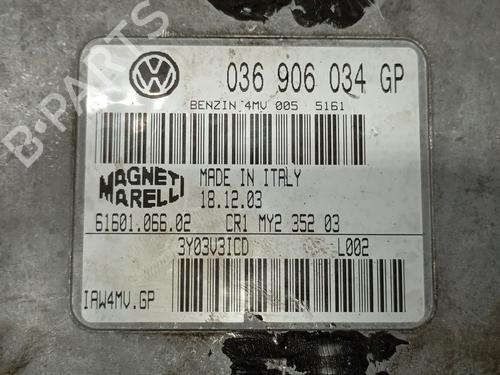 B-PARTS
036 906 034 GP
BENZIN 4MV 005 5161
MAGNETI MARELLI
MADE IN ITALY
18.12.03
61601.066.02 CR1 MY2 352 03
3Y03V3ICD L002
IAW4MV.GP